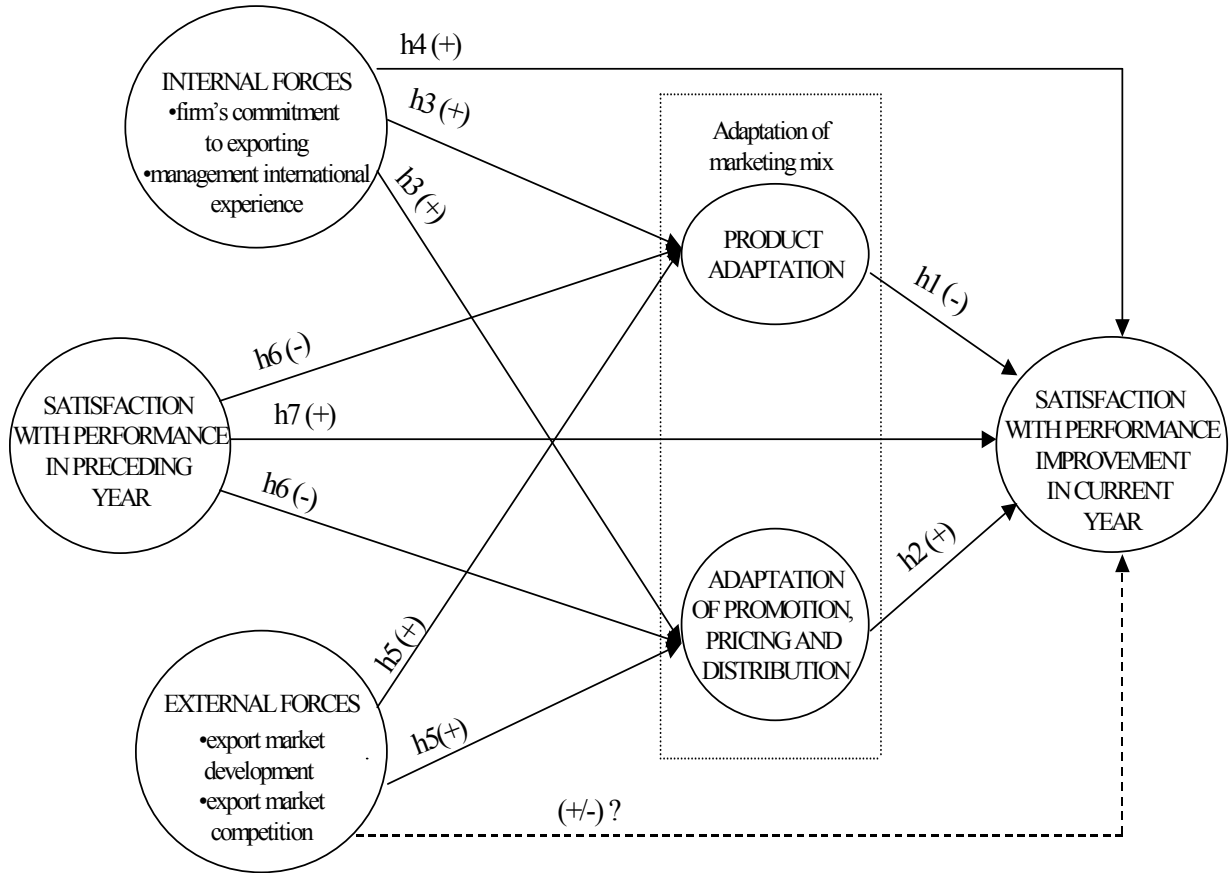 h4 (+)
INTERNAL FORCES
•firm's commitment
to exporting
•management international
experience
h3 (+)
h3 (+)
Adaptation of
marketing mix
PRODUCT
ADAPTATION
h1 (-)
h6 (-)
SATISFACTION
WITH PERFORMANCE
IN PRECEDING
YEAR
h7 (+)
h6 (-)
SATISFACTION
WITH PERFORMANCE
IMPROVEMENT
IN CURRENT
YEAR
h2 (+)
ADAPTATION
OF PROMOTION,
PRICING AND
DISTRIBUTION
h5 (+)
h5(+)
EXTERNAL FORCES
•export market
development
•export market
competition
(+/-) ?